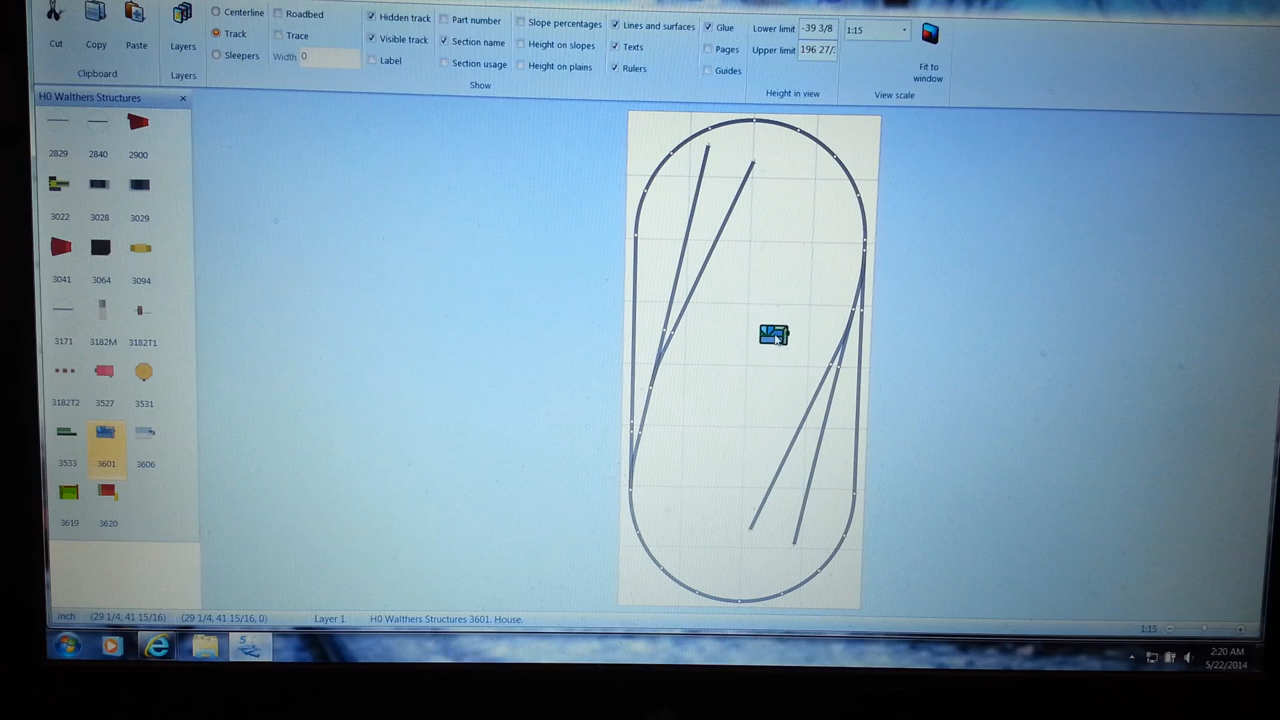 Centerline
Roadbed
Hidden track
Part number
Slope percentages
Lines and surfaces
Glue
Lower limit
-39 3/8
1:15
Cut
Copy
Paste
Layers
Track
Trace
Visible track
Section name
Height on slopes
Texts
Pages
Upper limit
196 27/
Sleepers
Width 0
Label
Section usage
Height on plains
Rulers
Guides
Fit to
window
Clipboard
Layers
Show
Height in view
View scale
H0 Walthers Structures
2829 2840 2900
3022 3028 3029
3041 3064 3094
3171 3182M 3182T1
3182T2 3527 3531
3533 3601 3606
3619 3620
inch (29 1/4, 41 15/16) (29 1/4, 41 15/16, 0) Layer 1 H0 Walthers Structures 3601. House. 1:15
5
2:20 AM
5/22/2014